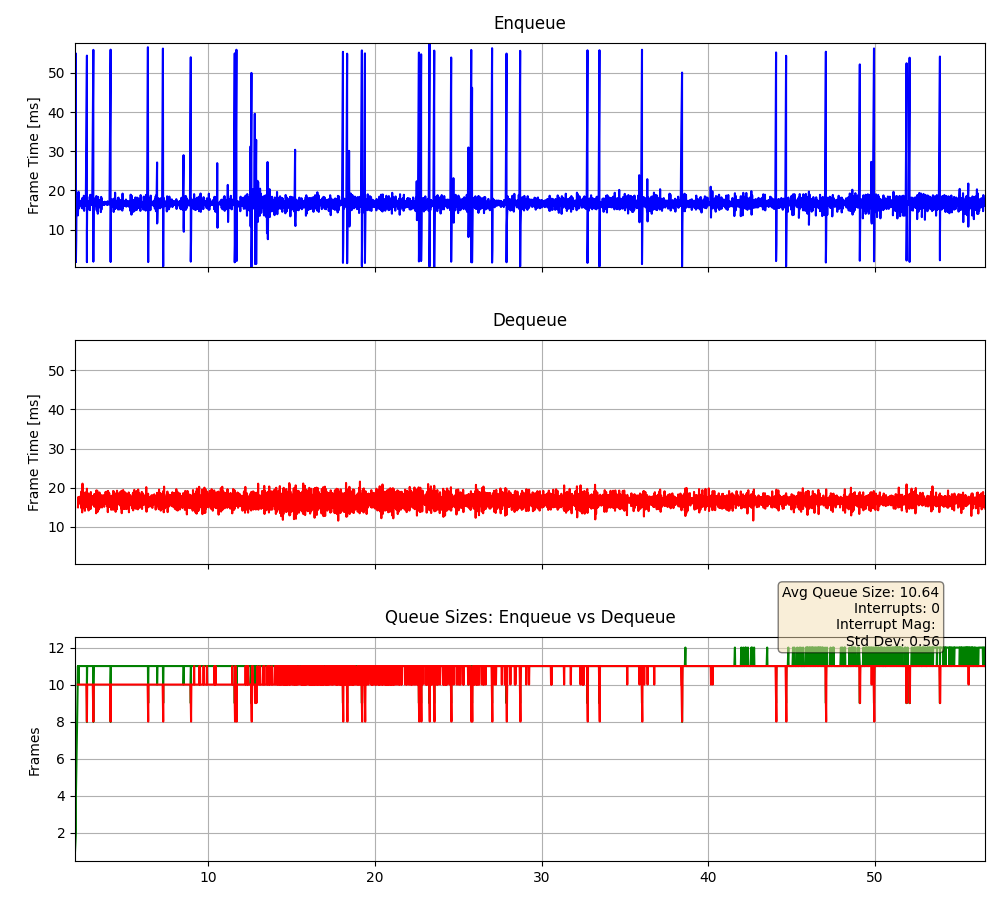 Enqueue
50
40
30
20
10
Frame Time [ms]
Dequeue
50
40
30
20
10
Frame Time [ms]
Avg Queue Size: 10.64
Interrupts: 0
Interrupt Mag:
Std Dev: 0.56
Queue Sizes: Enqueue vs Dequeue
12
10
8
6
4
2
Frames
10 20 30 40 50